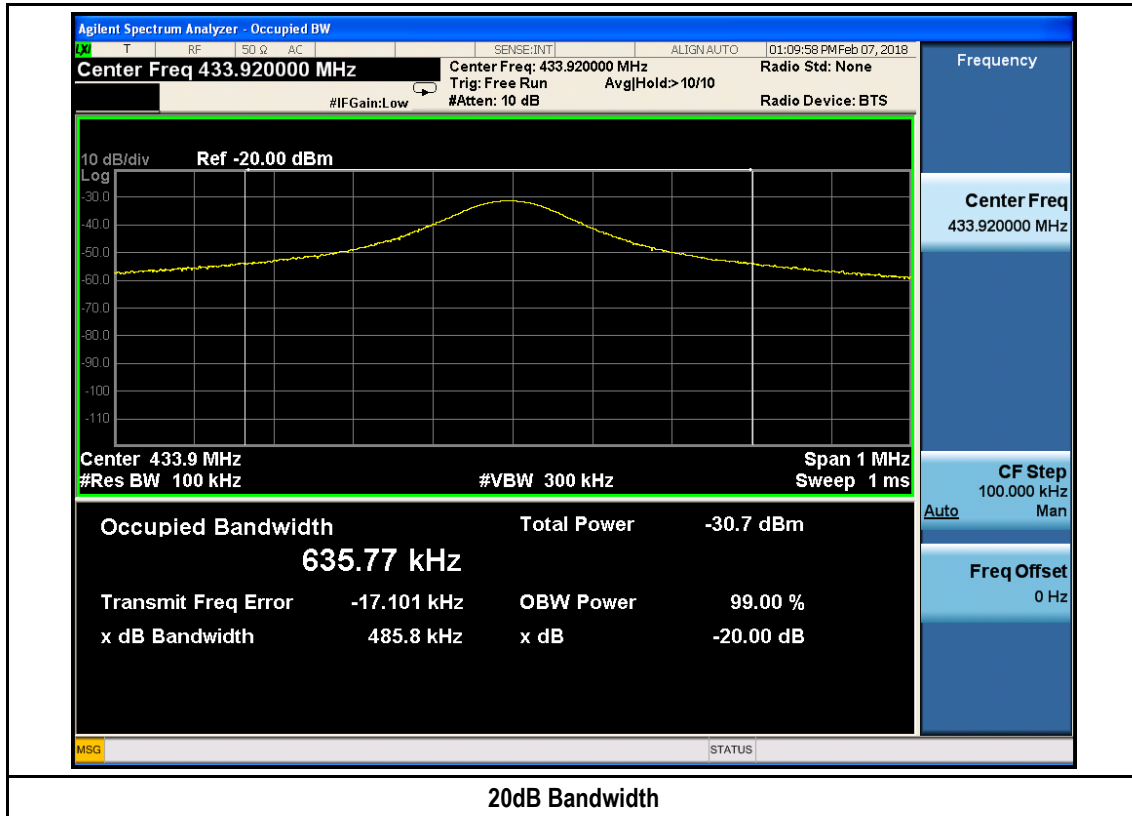 Agilent Spectrum Analyzer - Occupied BW
LXI T RF 50 Ω AC SENSE:INT ALIGN AUTO 01:09:58 PM Feb 07, 2018
Center Freq 433.920000 MHz
Center Freq: 433.920000 MHz
Radio Std: None
Trig: Free Run Avg|Hold:> 10/10
#IFGain:Low
#Atten: 10 dB
Radio Device: BTS
10 dB/div Ref -20.00 dBm
Log
-30.0
-40.0
-50.0
-60.0
-70.0
-80.0
-90.0
-100
-110
Center 433.9 MHz Span 1 MHz
#Res BW 100 kHz #VBW 300 kHz Sweep 1 ms
Occupied Bandwidth Total Power -30.7 dBm
635.77 kHz
Transmit Freq Error -17.101 kHz OBW Power 99.00 %
x dB Bandwidth 485.8 kHz x dB -20.00 dB
Frequency
Center Freq
433.920000 MHz
CF Step
100.000 kHz
Auto Man
Freq Offset
0 Hz
MSG STATUS
20dB Bandwidth